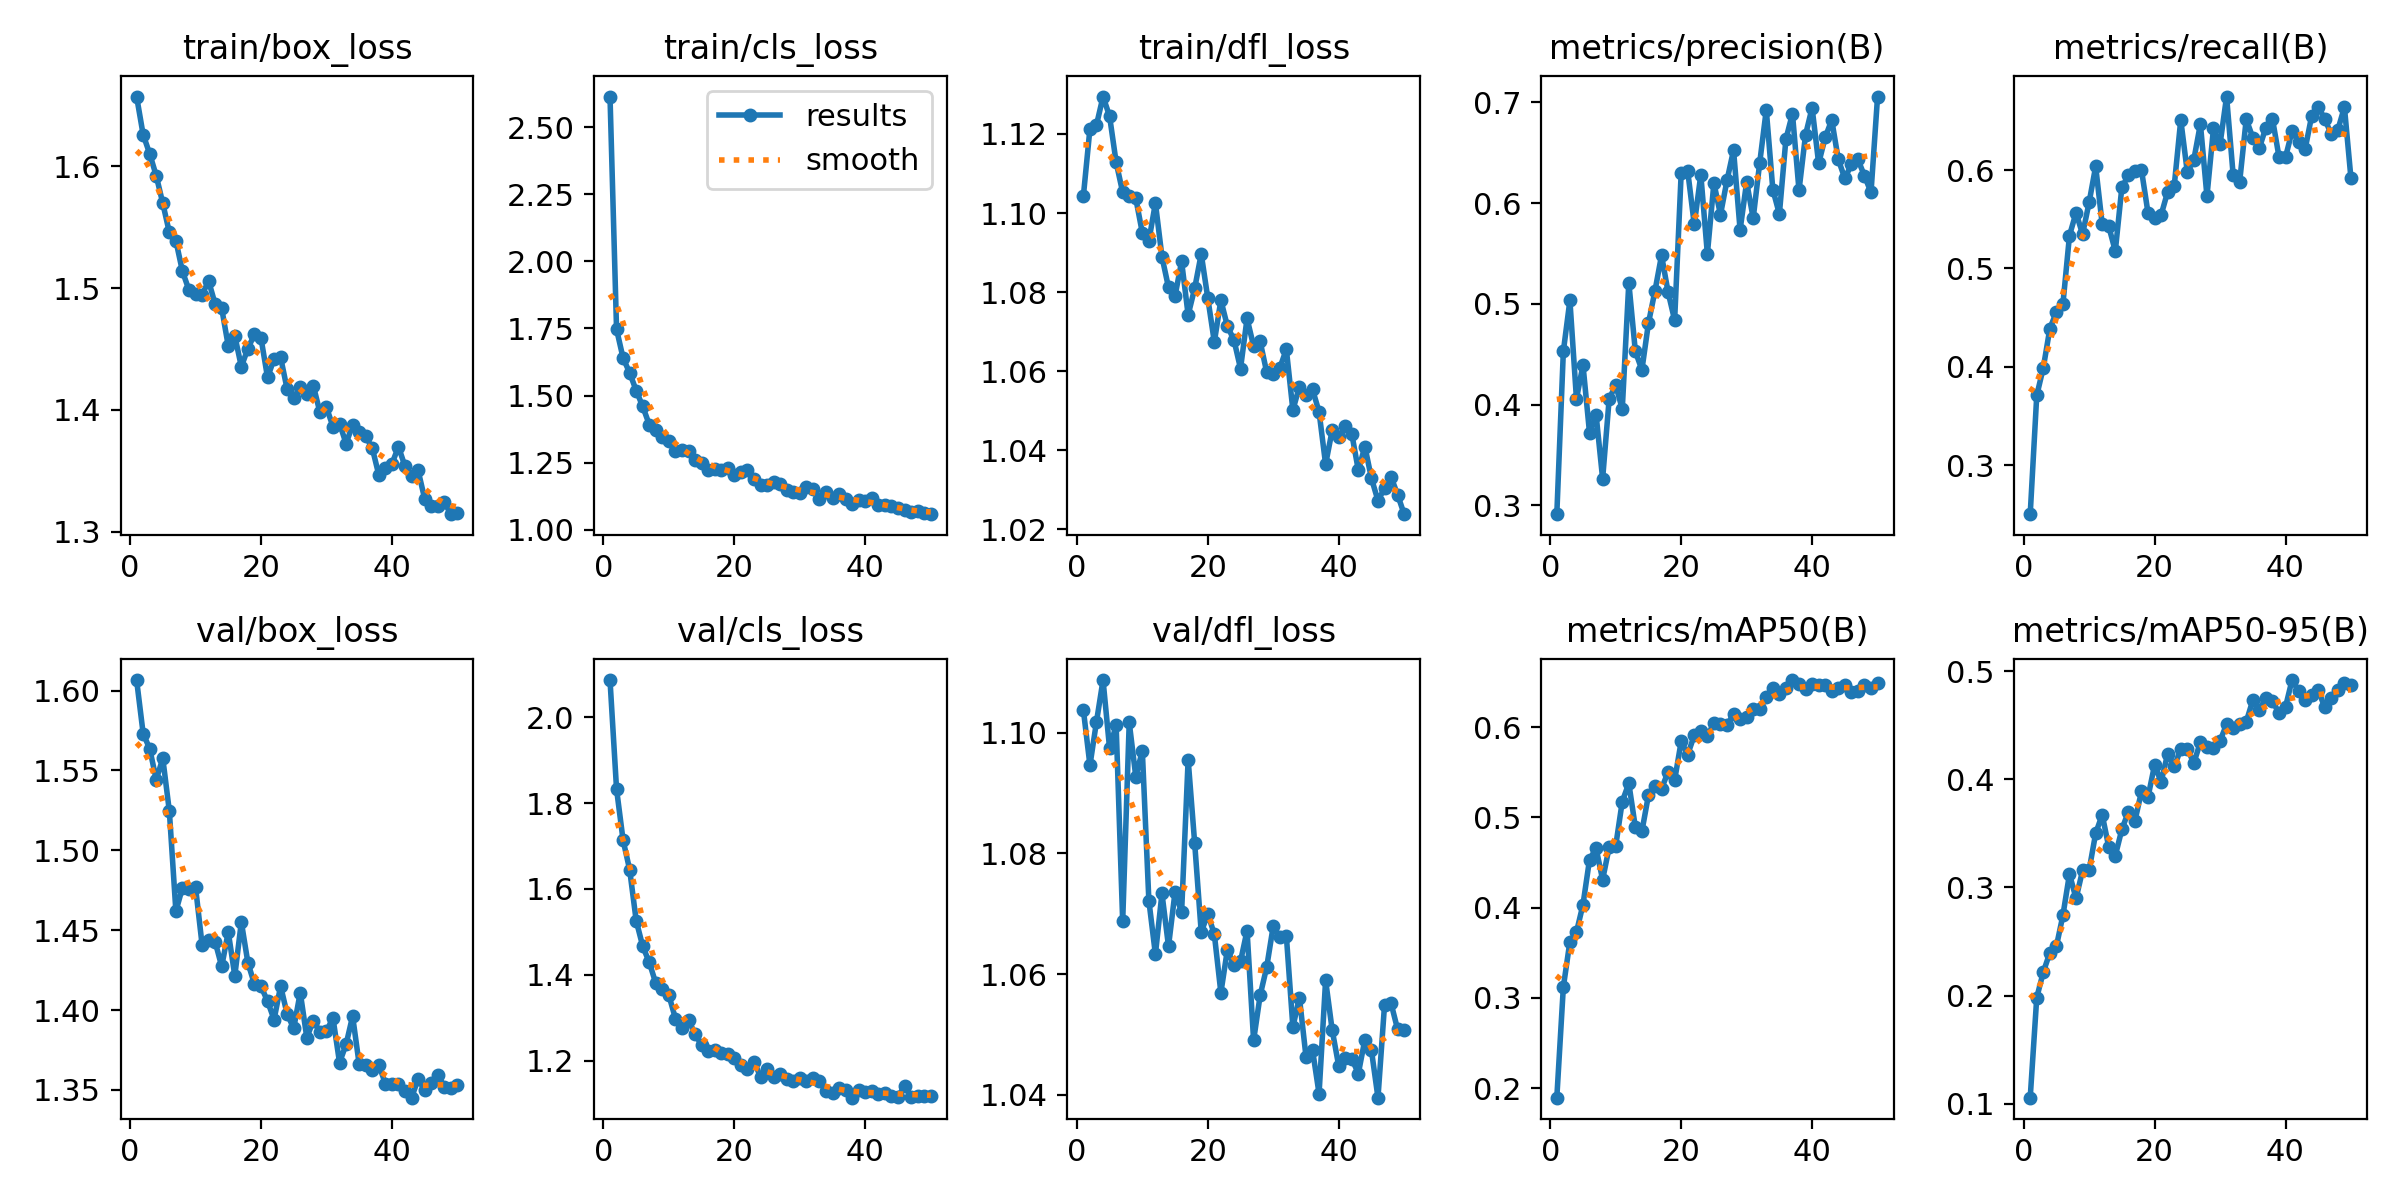 train/box_loss
1.6
1.5
1.4
1.3
0 20 40
train/cls_loss
results
smooth
2.50
2.25
2.00
1.75
1.50
1.25
1.00
0 20 40
train/dfl_loss
1.12
1.10
1.08
1.06
1.04
1.02
0 20 40
metrics/precision(B)
0.7
0.6
0.5
0.4
0.3
0 20 40
metrics/recall(B)
0.6
0.5
0.4
0.3
0 20 40
val/box_loss
1.60
1.55
1.50
1.45
1.40
1.35
0 20 40
val/cls_loss
2.0
1.8
1.6
1.4
1.2
0 20 40
val/dfl_loss
1.10
1.08
1.06
1.04
0 20 40
metrics/mAP50(B)
0.6
0.5
0.4
0.3
0.2
0 20 40
metrics/mAP50-95(B)
0.5
0.4
0.3
0.2
0.1
0 20 40